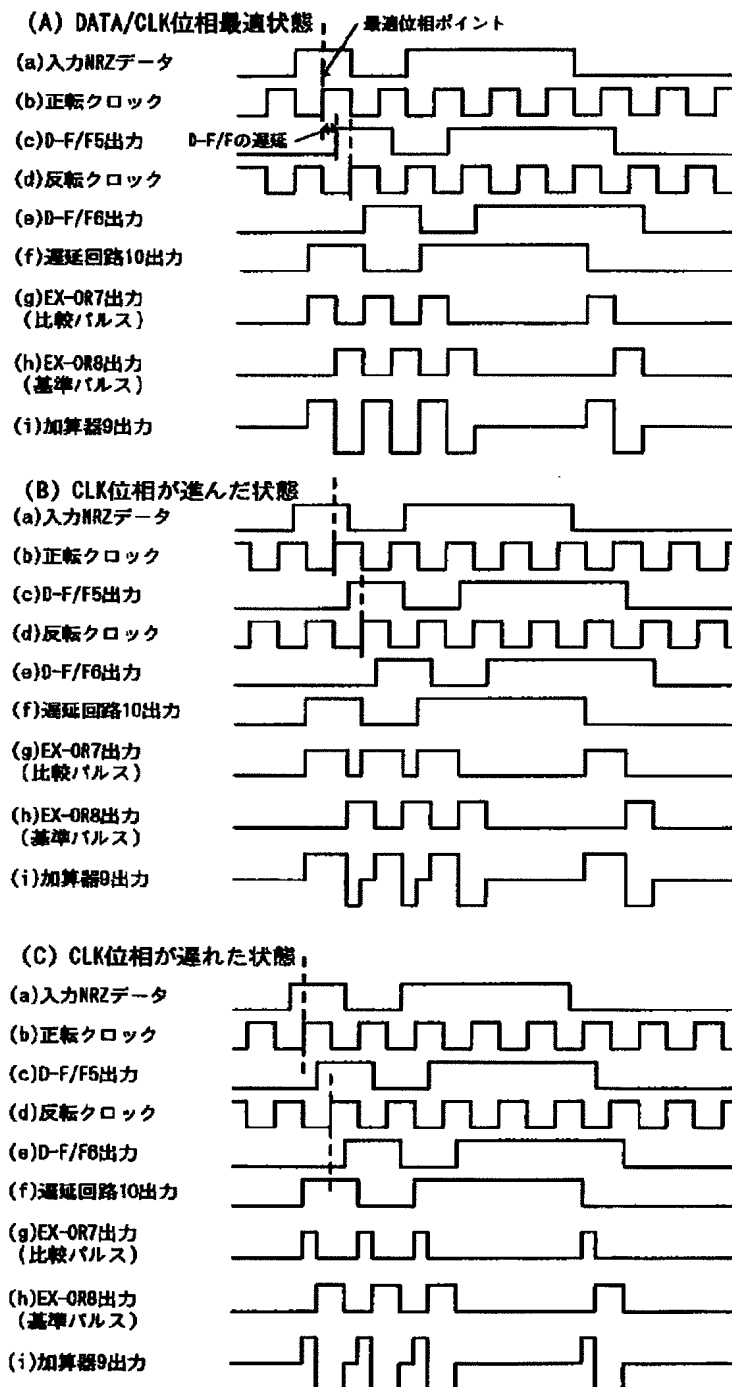 (A) DATA/CLK位相最適状態
最適位相ポイント
(a)入力NRZデータ
(b)正転クロック
(c)D-F/F5出力
D-F/Fの遅延
(d)反転クロック
(e)D-F/F6出力
(f)遅延回路10出力
(g)EX-OR7出力
(比較パルス)
(h)EX-OR8出力
(基準パルス)
(i)加算器9出力
(B) CLK位相が進んだ状態
(a)入力NRZデータ
(b)正転クロック
(c)D-F/F5出力
(d)反転クロック
(e)D-F/F6出力
(f)遅延回路10出力
(g)EX-OR7出力
(比較パルス)
(h)EX-OR8出力
(基準パルス)
(i)加算器9出力
(C) CLK位相が遅れた状態
(a)入力NRZデータ
(b)正転クロック
(c)D-F/F5出力
(d)反転クロック
(e)D-F/F6出力
(f)遅延回路10出力
(g)EX-OR7出力
(比較パルス)
(h)EX-OR8出力
(基準パルス)
(i)加算器9出力